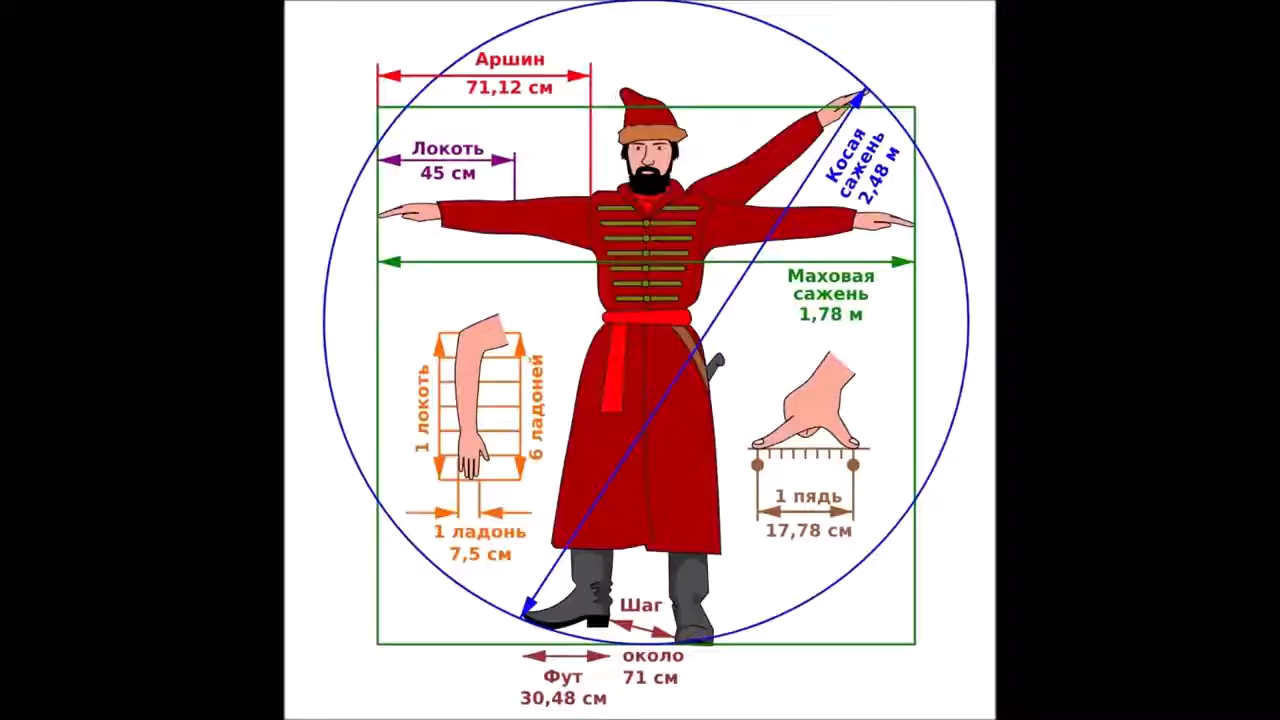 Аршин
71,12 см
Локоть
45 см
Косая
сажень
2,48 м
Маховая
сажень
1,78 м
1 локоть
6 ладоней
1 ладонь
7,5 см
1 пядь
17,78 см
Шаг
около
71 см
Фут
30,48 см